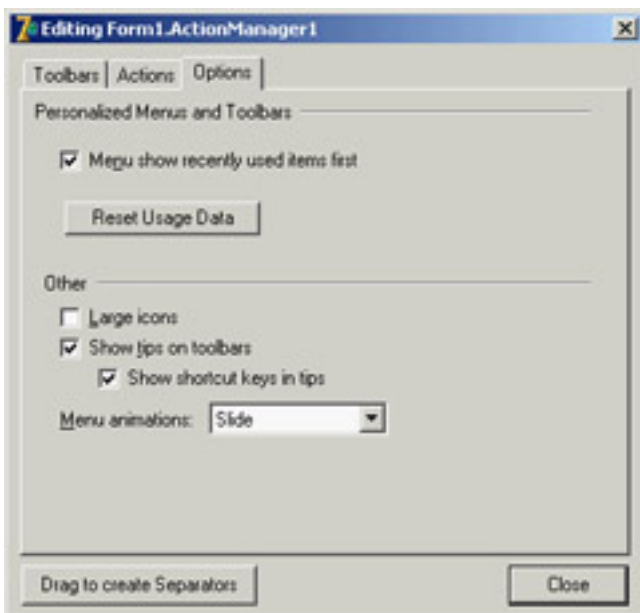 Editing Form1.ActionManager1
Toolbars Actions Options
Personalized Menus and Toolbars
Menu show recently used items first
Reset Usage Data
Other
Large icons
Show tips on toolbars
Show shortcut keys in tips
Menu animations: Slide
Drag to create Separators Close